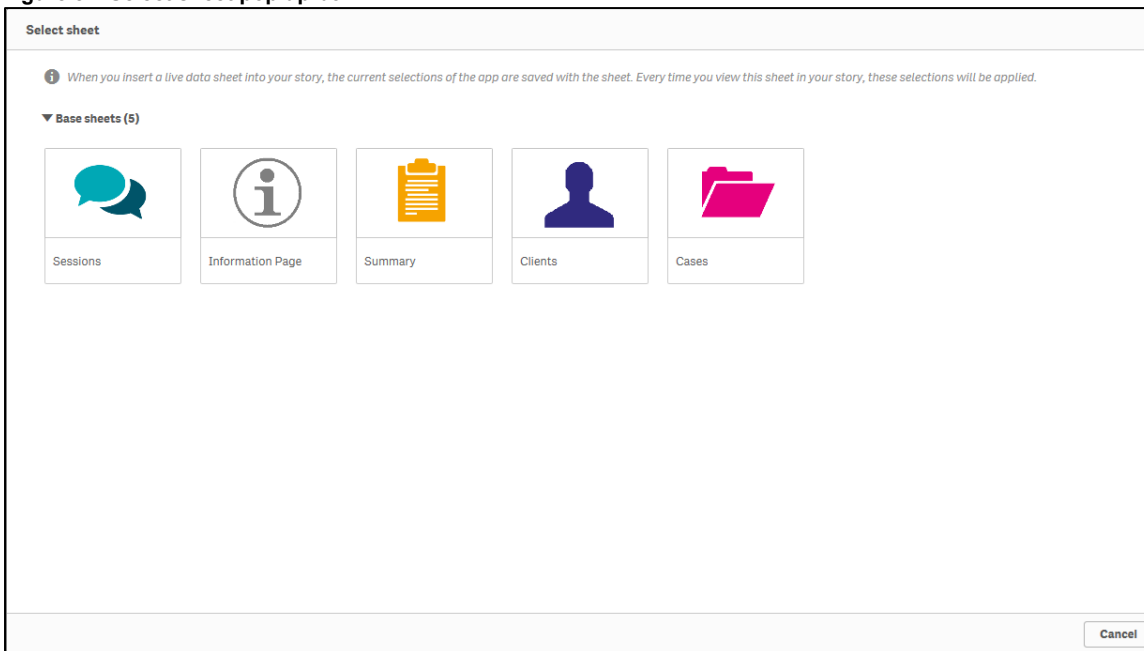 Select sheet
When you insert a live data sheet into your story, the current selections of the app are saved with the sheet. Every time you view this sheet in your story, these selections will be applied.
Base sheets (5)
Sessions
Information Page
Summary
Clients
Cases
Cancel